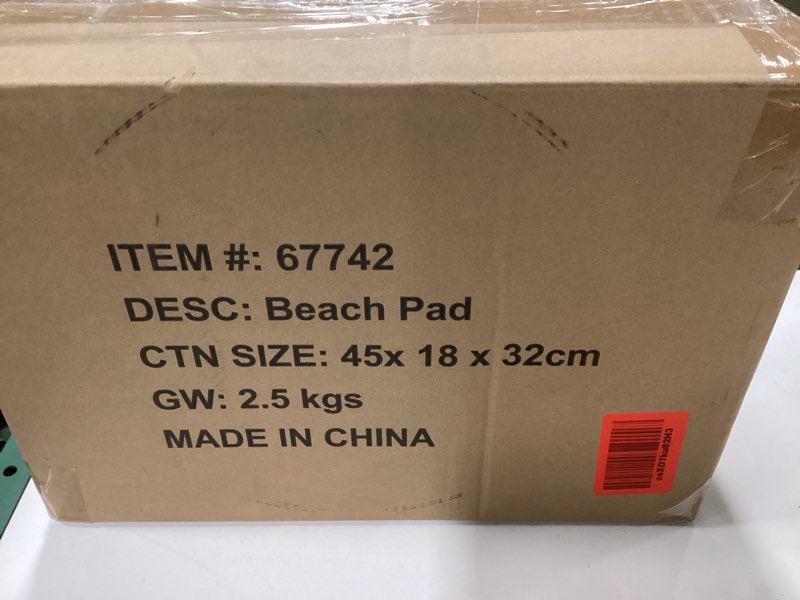 ITEM #: 67742
DESC: Beach Pad
CTN SIZE: 45x 18 x 32cm
GW: 2.5 kgs
MADE IN CHINA